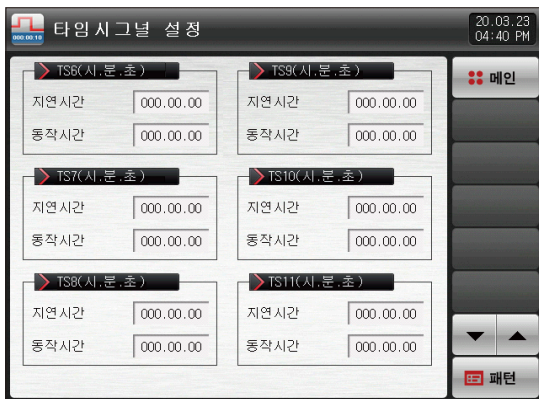 000.00.10
타임시그널 설정
20.03.23
04:40 PM
TS6(시.분.초)
지연시간 000.00.00
동작시간 000.00.00
TS7(시.분.초)
지연시간 000.00.00
동작시간 000.00.00
TS8(시.분.초)
지연시간 000.00.00
동작시간 000.00.00
TS9(시.분.초)
지연시간 000.00.00
동작시간 000.00.00
TS10(시.분.초)
지연시간 000.00.00
동작시간 000.00.00
TS11(시.분.초)
지연시간 000.00.00
동작시간 000.00.00
메인
패턴